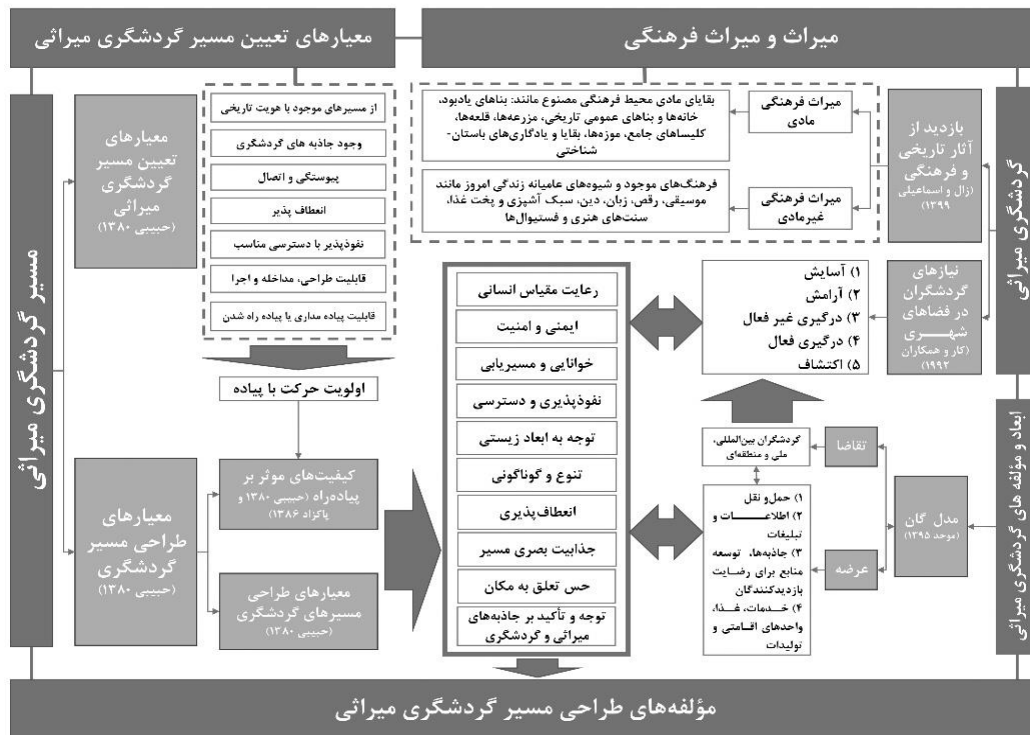 میراث و میراث فرهنگی
معیارهای تعیین مسیر گردشگری میراثی
گردشگری میراثی
بازدید از
آثار تاریخی
و فرهنگی
(زال و اسماعیلی
۱۳۹۹)
میراث فرهنگی
مادی
بقایای مادی محیط فرهنگی مصنوع مانند: بناهای یادبود،
خانه‌ها و بناهای عمومی تاریخی، مزرعه‌ها، قلعه‌ها،
کلیساهای جامع، موزه‌ها، بقایا و یادگاری‌های باستان-
شناختی
میراث فرهنگی
غیرمادی
فرهنگ‌های موجود و شیوه‌های عامیانه زندگی امروز مانند
موسیقی، رقص، زبان، دین، سبک آشپزی و پخت غذا،
سنت‌های هنری و فستیوال‌ها
نیازهای
گردشگران
در فضاهای
شهری
(کار و همکاران
۱۹۹۲)
۱) آسایش
۲) آرامش
۳) درگیری غیر فعال
۴) درگیری فعال
۵) اکتشاف
ابعاد و مؤلفه های گردشگری میراثی
مدل گان
(موحد ۱۳۹۵)
تقاضا
عرضه
گردشگران بین‌المللی،
ملی و منطقه‌ای
۱) حمل‌و نقل
۲) اطلاعات و
تبلیغات
۳) جاذبه‌ها، توسعه
منابع برای رضایت
بازدیدکنندگان
۴) خدمات، غذا،
واحدهای اقامتی و
تولیدات
رعایت مقیاس انسانی
ایمنی و امنیت
خوانایی و مسیریابی
نفوذپذیری و دسترسی
توجه به ابعاد زیستی
تنوع و گوناگونی
انعطاف‌پذیری
جذابیت بصری مسیر
حس تعلق به مکان
توجه و تأکید بر جاذبه‌های
میراثی و گردشگری
از مسیرهای موجود با هویت تاریخی
وجود جاذبه های گردشگری
پیوستگی و اتصال
انعطاف پذیر
نفوذپذیر با دسترسی مناسب
قابلیت طراحی، مداخله و اجرا
قابلیت پیاده مداری یا پیاده راه شدن
اولویت حرکت با پیاده
کیفیت‌های موثر بر
پیاده‌راه (حبیبی ۱۳۸۰ و
پاکزاد ۱۳۸۶)
معیارهای طراحی
مسیرهای گردشگری
(حبیبی ۱۳۸۰)
معیارهای
تعیین مسیر
گردشگری
میراثی
(حبیبی ۱۳۸۰)
معیارهای
طراحی مسیر
گردشگری
(حبیبی ۱۳۸۰)
مسیر گردشگری میراثی
مؤلفه‌های طراحی مسیر گردشگری میراثی